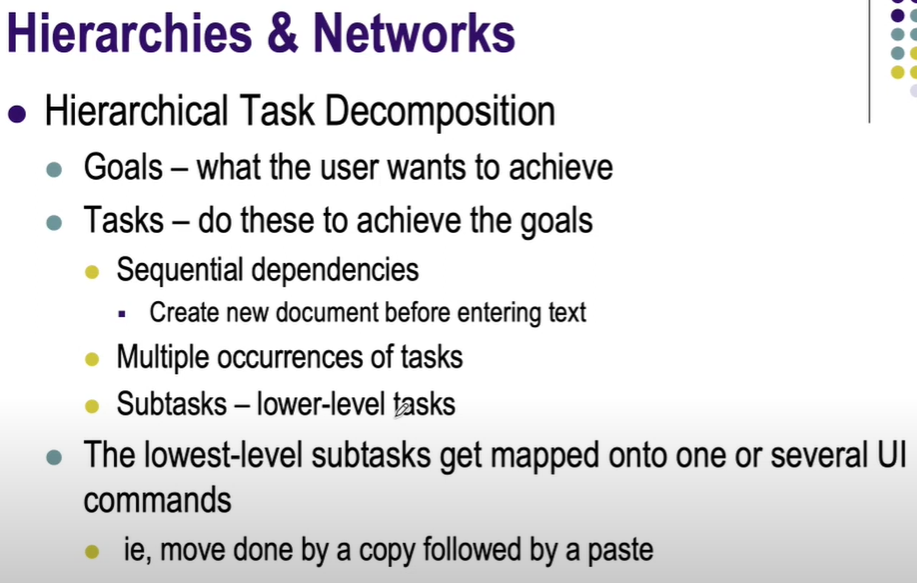 Hierarchies & Networks
Hierarchical Task Decomposition
Goals – what the user wants to achieve
Tasks – do these to achieve the goals
Sequential dependencies
Create new document before entering text
Multiple occurrences of tasks
Subtasks – lower-level tasks
The lowest-level subtasks get mapped onto one or several UI
commands
ie, move done by a copy followed by a paste